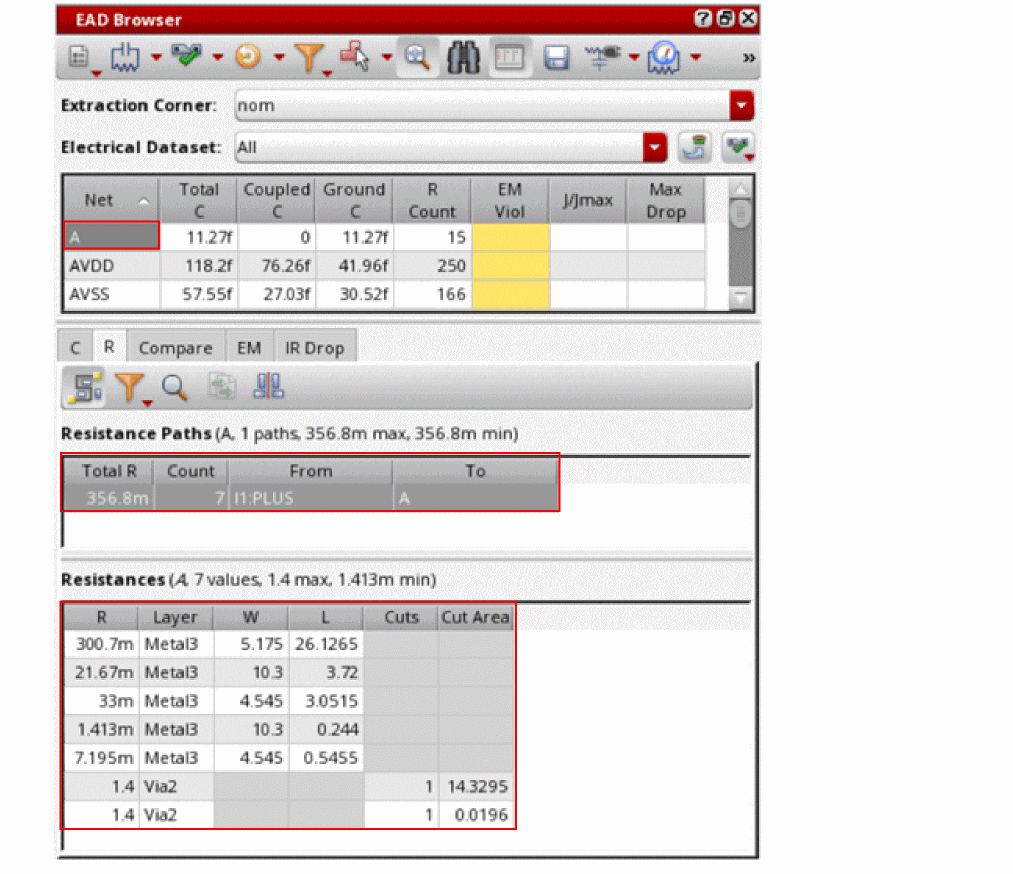 EAD Browser
Extraction Corner: nom
Electrical Dataset: All
Net Total C Coupled C Ground C R Count EM Viol J/Jmax Max Drop
A 11.27f 0 11.27f 15
AVDD 118.2f 76.26f 41.96f 250
AVSS 57.55f 27.03f 30.52f 166
C R Compare EM IR Drop
Resistance Paths (A, 1 paths, 356.8m max, 356.8m min)
Total R Count From To
356.8m 7 I1:PLUS A
Resistances (A, 7 values, 1.4 max, 1.413m min)
R Layer W L Cuts Cut Area
300.7m Metal3 5.175 26.1265
21.67m Metal3 10.3 3.72
33m Metal3 4.545 3.0515
1.413m Metal3 10.3 0.244
7.195m Metal3 4.545 0.5455
1.4 Via2 1 14.3295
1.4 Via2 1 0.0196